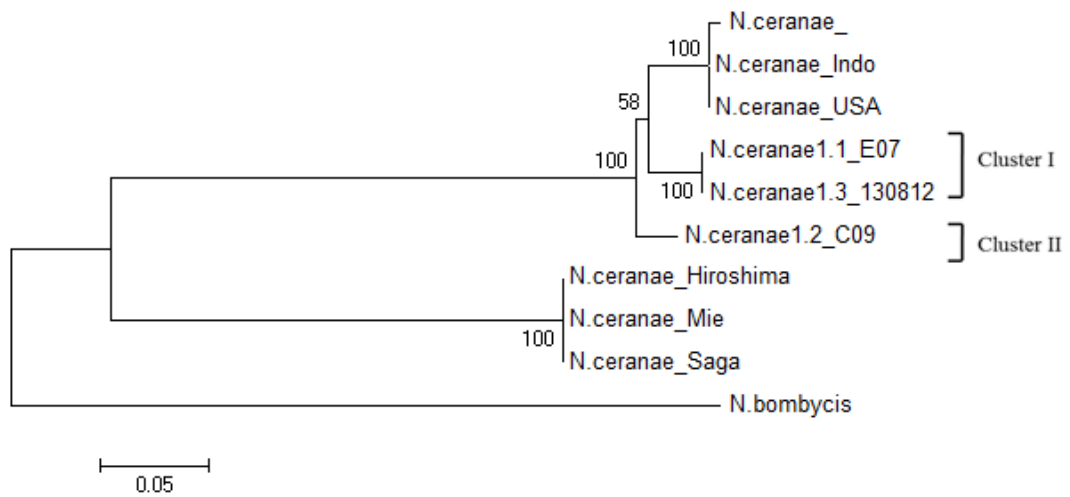 N.ceranae_
100
N.ceranae_Indo
N.ceranae_USA
58
N.ceranae1.1_E07
Cluster I
100
100
N.ceranae1.3_130812
N.ceranae1.2_C09
Cluster II
N.ceranae_Hiroshima
N.ceranae_Mie
100
N.ceranae_Saga
N.bombycis
0.05